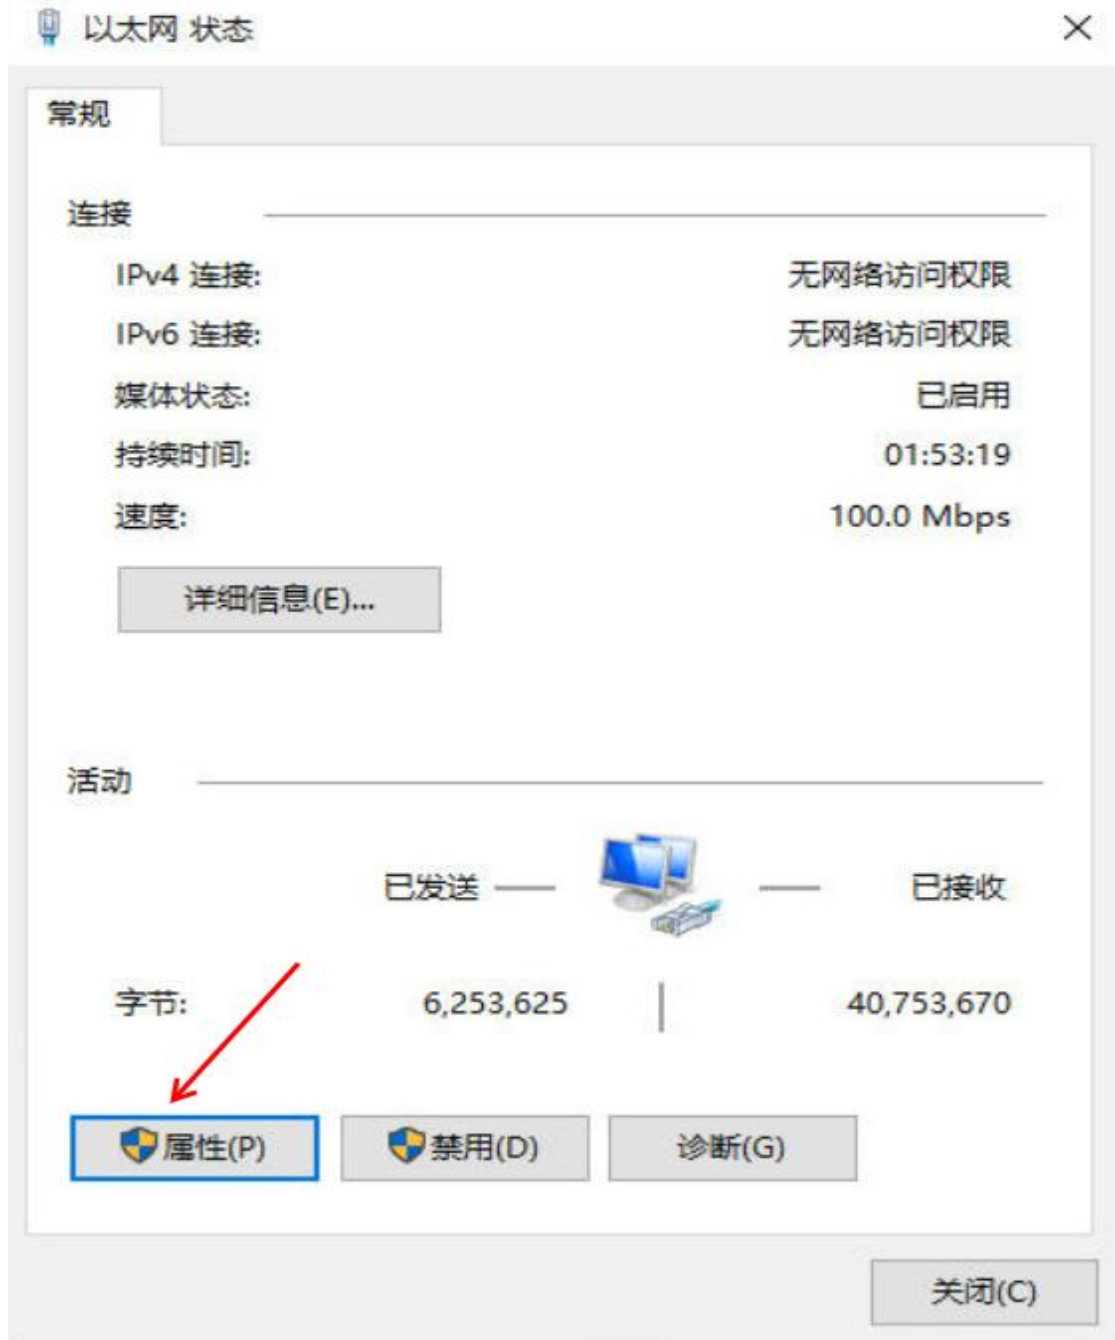 以太网 状态
常规
连接
IPv4 连接: 无网络访问权限
IPv6 连接: 无网络访问权限
媒体状态: 已启用
持续时间: 01:53:19
速度: 100.0 Mbps
详细信息(E)...
活动
已发送 已接收
字节: 6,253,625 40,753,670
属性(P) 禁用(D) 诊断(G)
关闭(C)